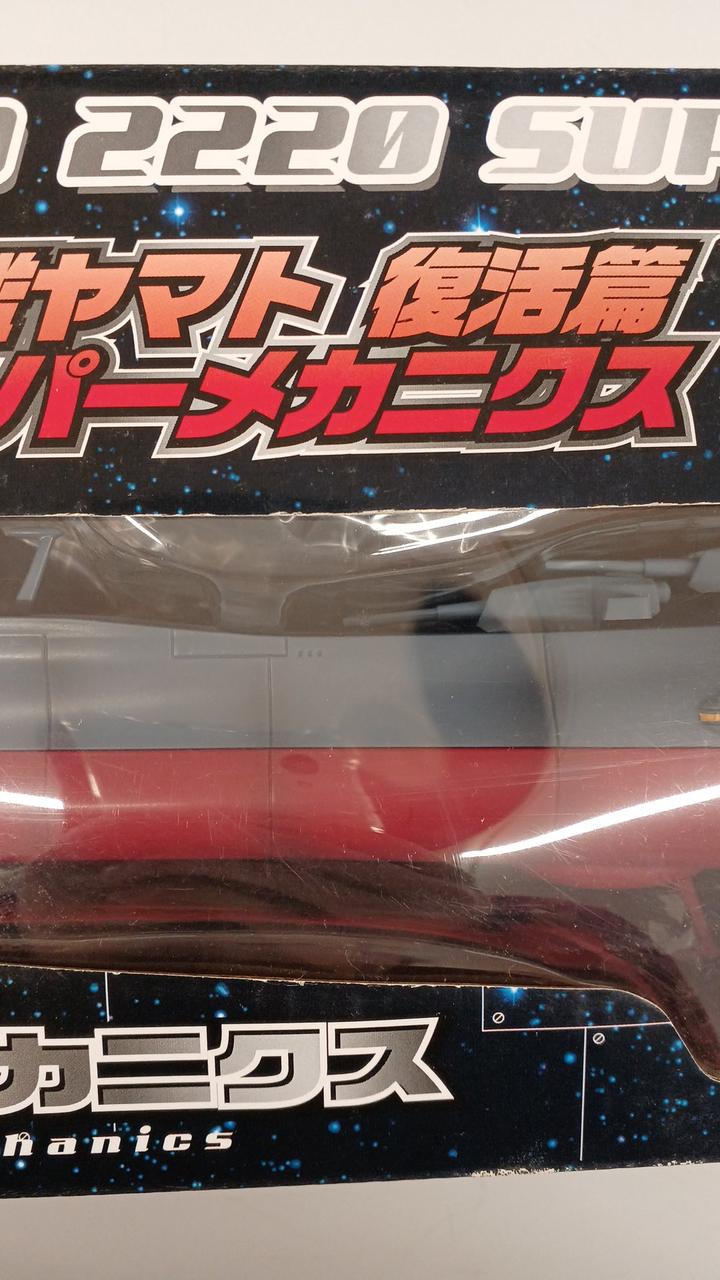 2220 SUP
ヤマト 復活篇
パーメカニクス
カニクス
hanics